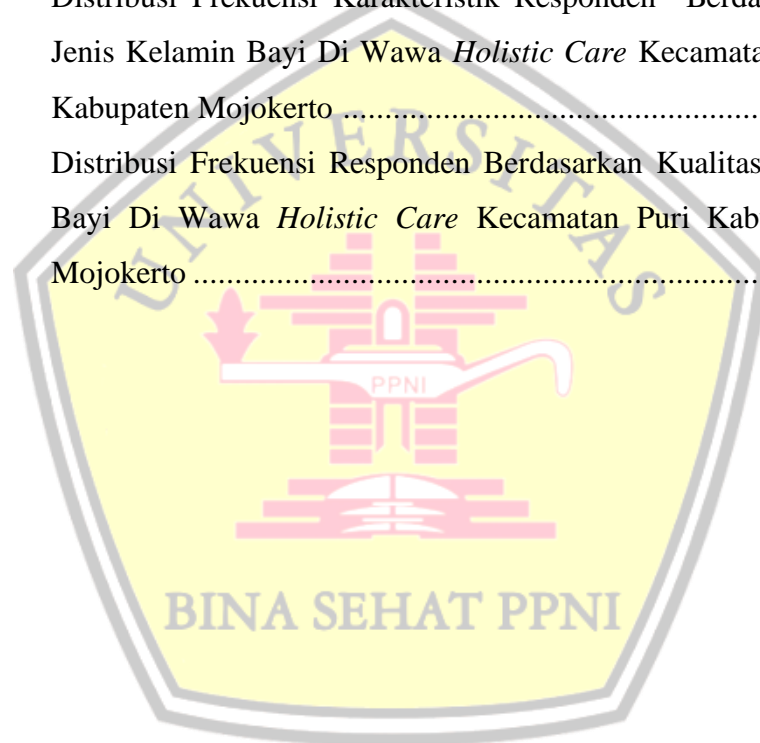 Distribusi Frekuensi Karakteristik Responden Berda
Jenis Kelamin Bayi Di Wawa Holistic Care Kecamata
Kabupaten Mojokerto ..................................................
Distribusi Frekuensi Responden Berdasarkan Kualitas
Bayi Di Wawa Holistic Care Kecamatan Puri Kab
Mojokerto ....................................................................
UNIVERSITAS
PPNI
BINA SEHAT PPNI